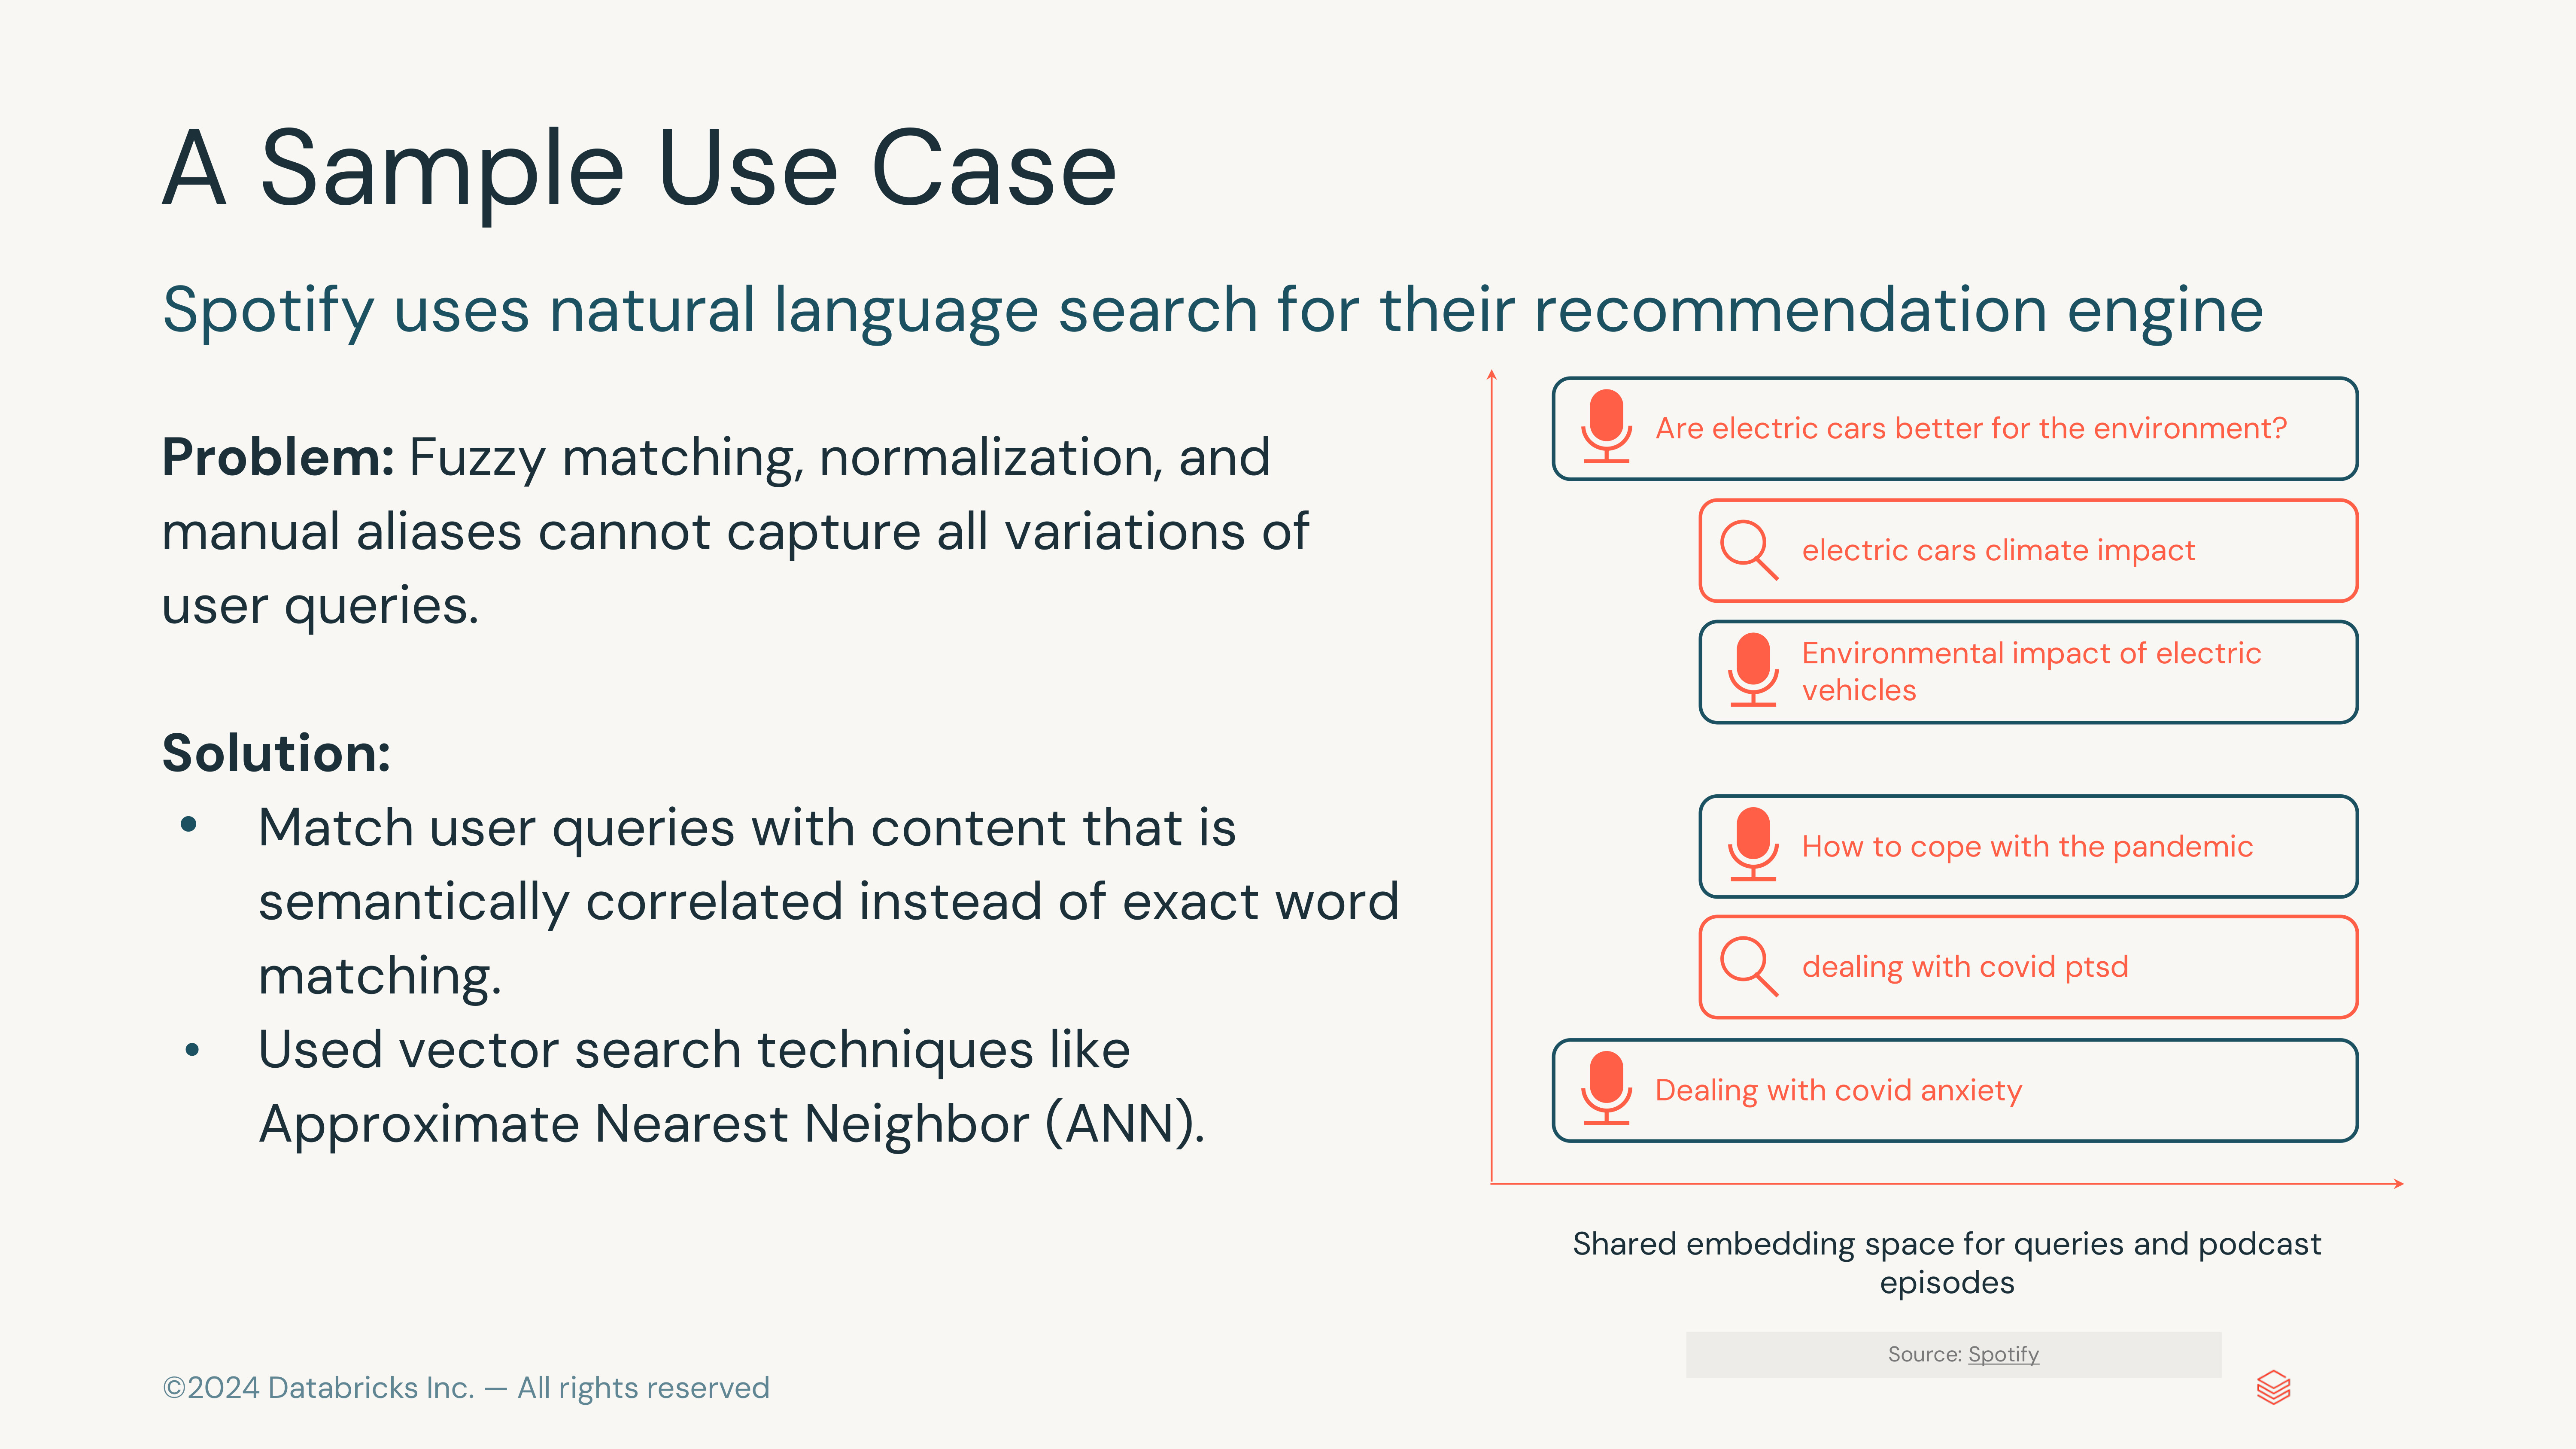 A Sample Use Case
Spotify uses natural language search for their recommendation engine
Problem: Fuzzy matching, normalization, and
manual aliases cannot capture all variations of
user queries.
Solution:
• Match user queries with content that is
semantically correlated instead of exact word
matching.
• Used vector search techniques like
Approximate Nearest Neighbor (ANN).
Are electric cars better for the environment?
electric cars climate impact
Environmental impact of electric
vehicles
How to cope with the pandemic
dealing with covid ptsd
Dealing with covid anxiety
Shared embedding space for queries and podcast
episodes
Source: Spotify
©2024 Databricks Inc. — All rights reserved